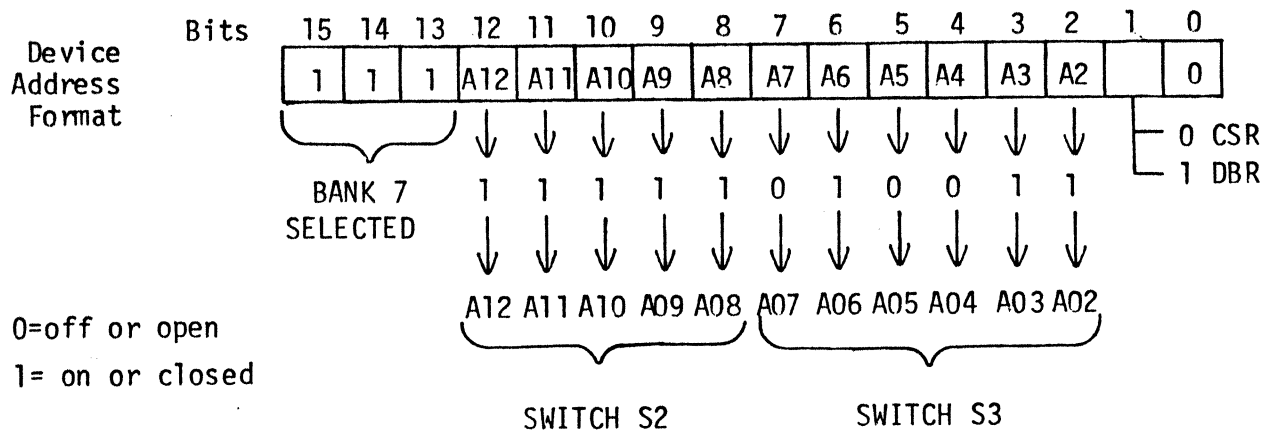 Bits 15 14 13 12 11 10 9 8 7 6 5 4 3 2 1 0
Device
Address
Format
1 1 1 A12 A11 A10 A9 A8 A7 A6 A5 A4 A3 A2 0
0 CSR
1 DBR
BANK 7
SELECTED
1 1 1 1 1 0 1 0 0 1 1
A12 A11 A10 A09 A08 A07 A06 A05 A04 A03 A02
0=off or open
1= on or closed
SWITCH S2 SWITCH S3